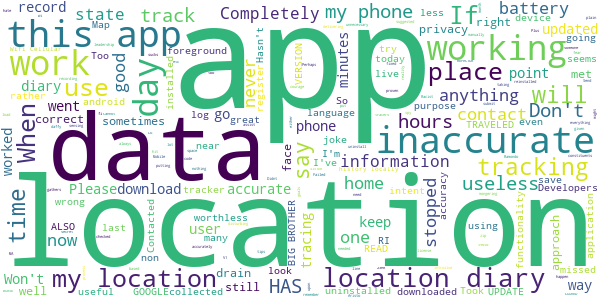 Completely my phone If battery
record track right device
this app app working updated
Map foreground minutes privacy
Too good try today live place point seems met
work day never installed register anything will
diary use VERSION less going
rather android So language purpose contact Don't
went correct sometimes log go great TRAVELED even
When data inaccurate
worked hours
near joke phone I'm I've information tracking
spaces say face tracing
Please download accurate home useless save
time wrong tracker intent Developers
ALSO worthless BIG BROTHER keep stopped accuracy
now last user location one RI using functionality approach application
many READ missed
Won't my location HAS location diary way
non drain look
well useful GOOGLE collected still uninstalled downloaded Took UPDATE
Contacted Hasn't